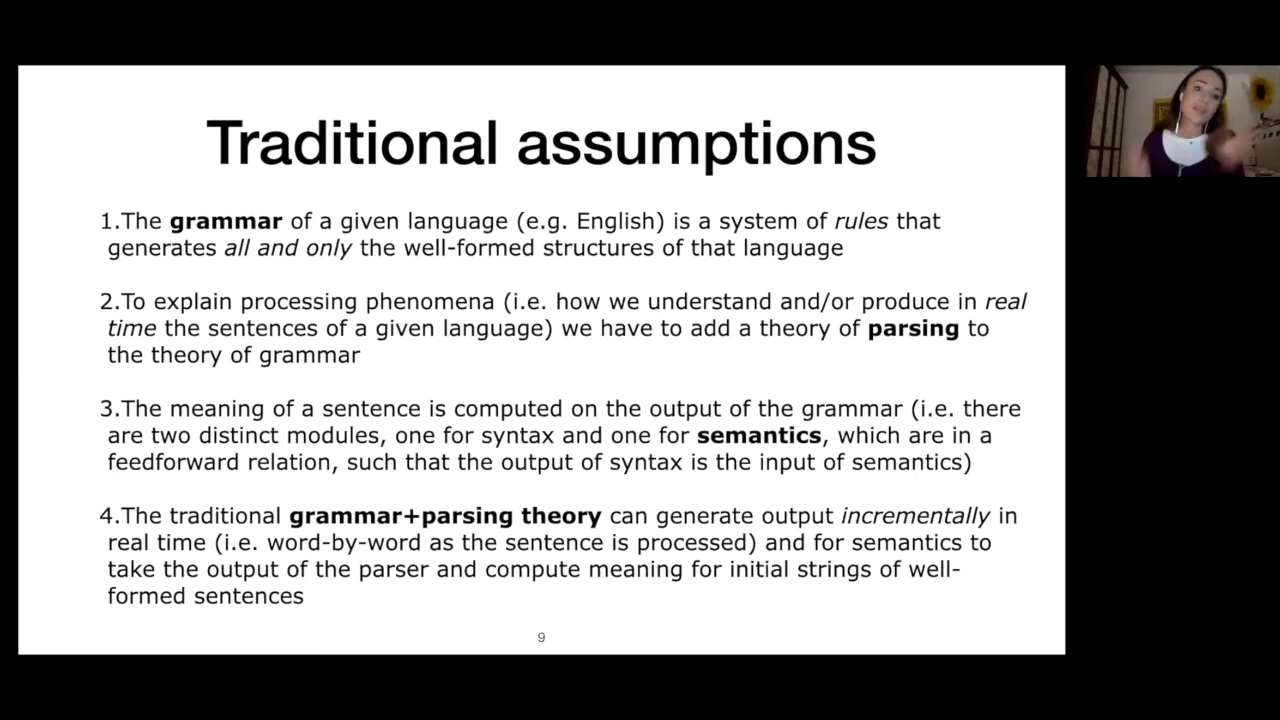 Traditional assumptions
1.The grammar of a given language (e.g. English) is a system of rules that
generates all and only the well-formed structures of that language
2.To explain processing phenomena (i.e. how we understand and/or produce in real
time the sentences of a given language) we have to add a theory of parsing to
the theory of grammar
3.The meaning of a sentence is computed on the output of the grammar (i.e. there
are two distinct modules, one for syntax and one for semantics, which are in a
feedforward relation, such that the output of syntax is the input of semantics)
4.The traditional grammar+parsing theory can generate output incrementally in
real time (i.e. word-by-word as the sentence is processed) and for semantics to
take the output of the parser and compute meaning for initial strings of well-
formed sentences
9